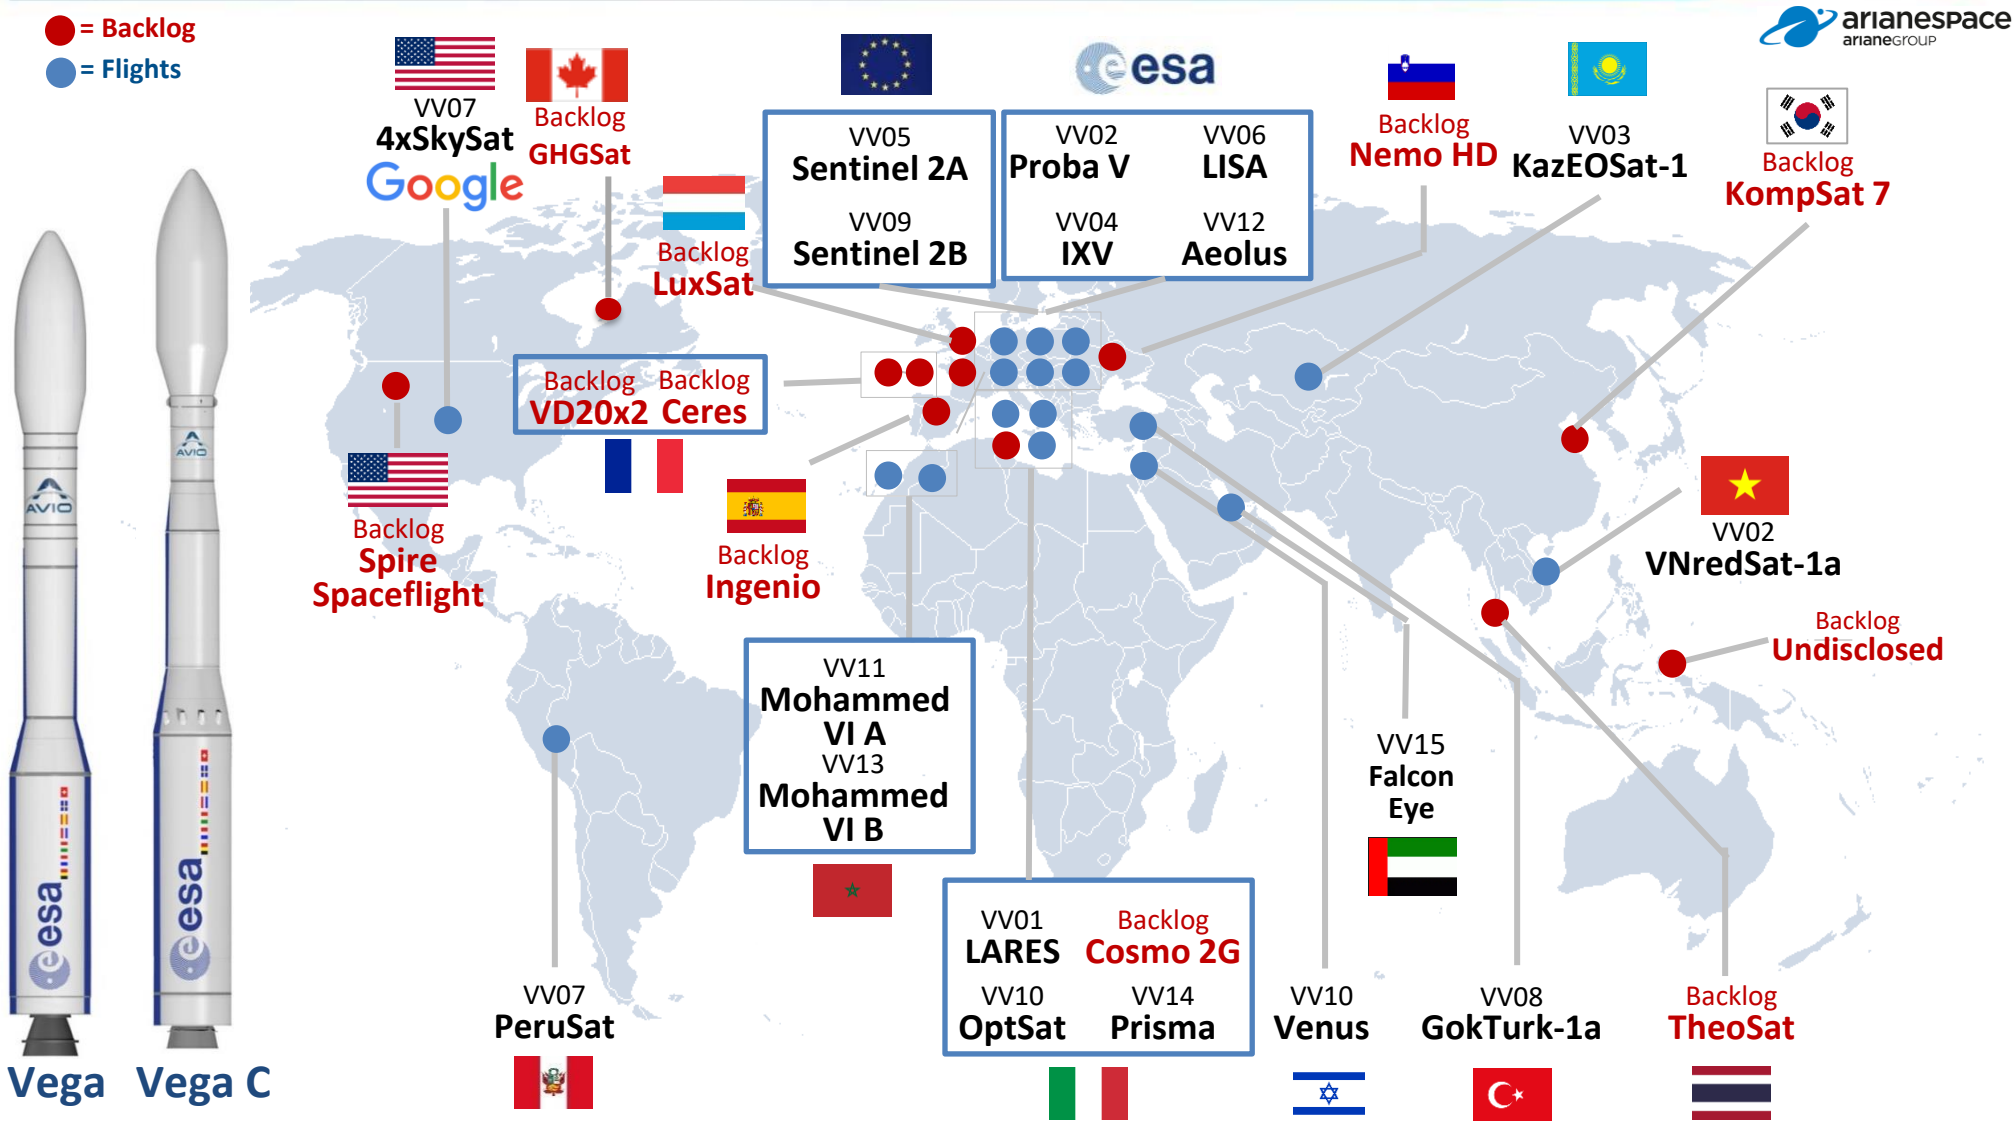 = Backlog
= Flights
arianespace
arianeGROUP
VV07
4xSkySat
Google
Backlog
GHGSat
Backlog
LuxSat
VV05
Sentinel 2A
VV09
Sentinel 2B
esa
VV02
Proba V
VV06
LISA
VV04
IXV
VV12
Aeolus
Backlog
Nemo HD
VV03
KazEOSat-1
Backlog
KompSat 7
Backlog
VD20x2
Backlog
Ceres
Backlog
Spire
Spaceflight
Backlog
Ingenio
VV02
VNredSat-1a
Backlog
Undisclosed
VV11
Mohammed
VI A
VV13
Mohammed
VI B
VV15
Falcon
Eye
VV01
LARES
Backlog
Cosmo 2G
VV10
OptSat
VV14
Prisma
VV07
PeruSat
VV10
Venus
VV08
GokTurk-1a
Backlog
TheoSat
AVIO
esa
Vega
AVIO
esa
Vega C